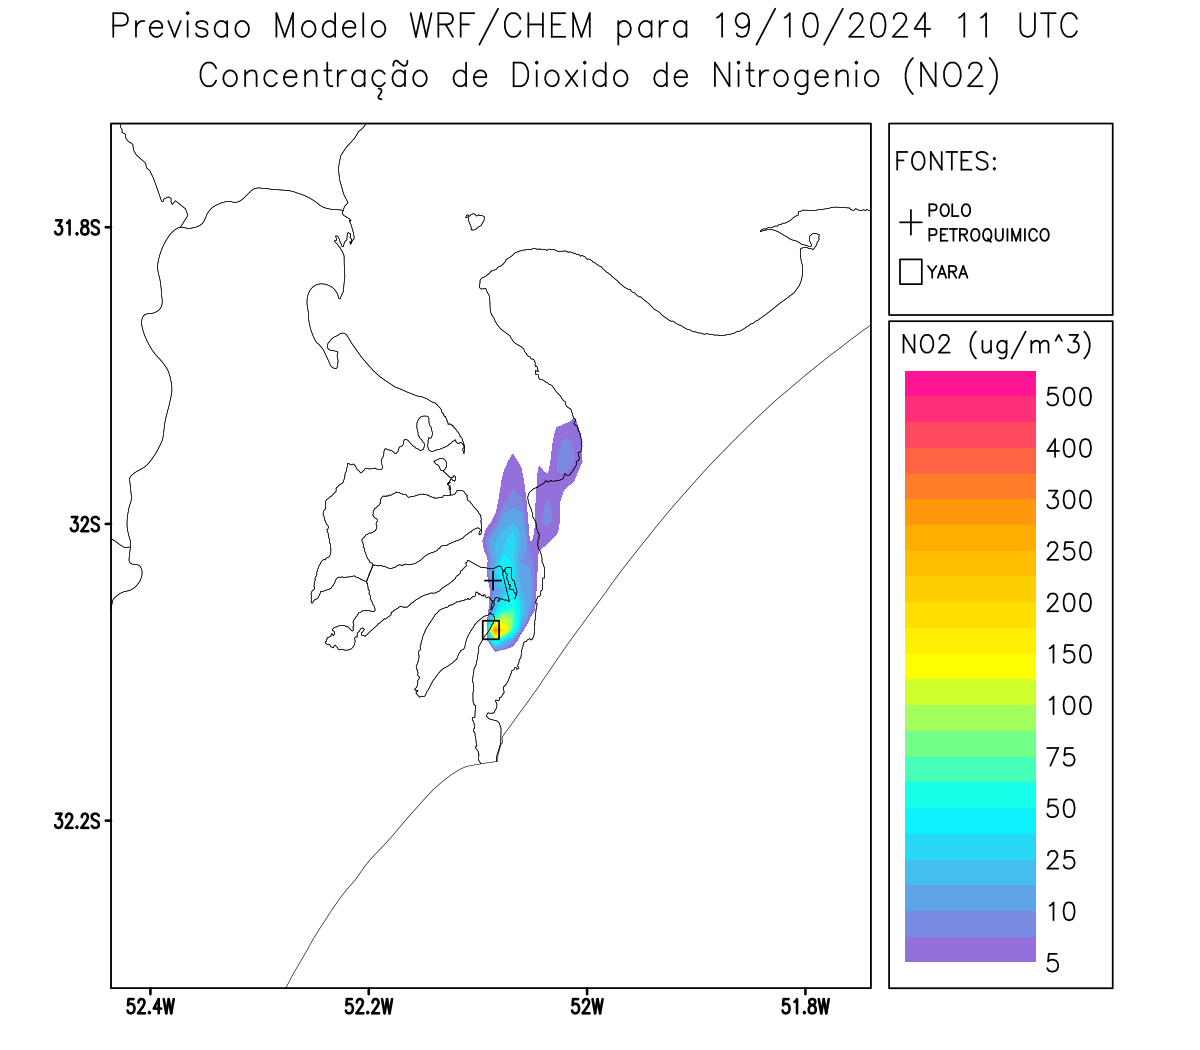 Previsao Modelo WRF/CHEM para 19/10/2024 11 UTC
Concentração de Dioxido de Nitrogenio (NO2)
FONTES:
POLO
PETROQUIMICO
YARA
NO2 (ug/m^3)
500
400
300
250
200
150
100
75
50
25
10
5
31.8S
32S
32.2S
52.4W
52.2W
52W
51.8W